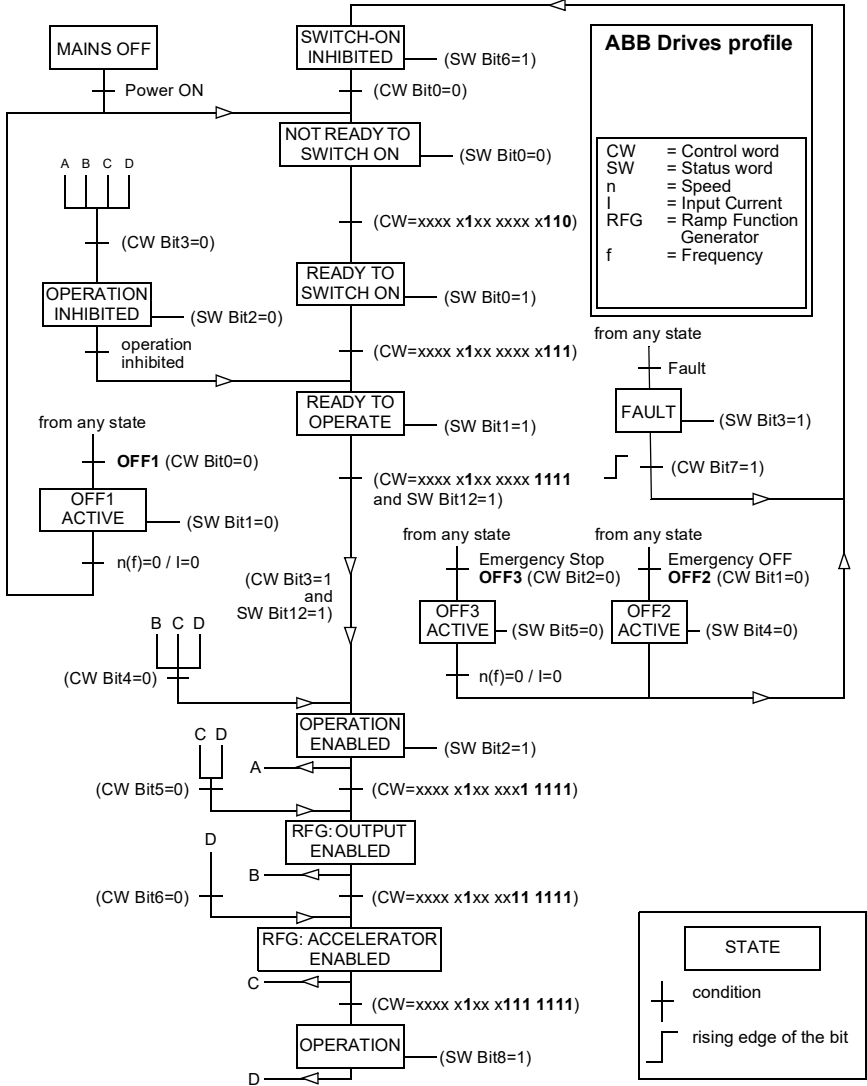 MAINS OFF
Power ON
SWITCH-ON
INHIBITED
(SW Bit6=1)
(CW Bit0=0)
NOT READY TO
SWITCH ON
(SW Bit0=0)
(CW=xxxx x1xx xxxx x110)
READY TO
SWITCH ON
(SW Bit0=1)
(CW=xxxx x1xx xxxx x111)
READY TO
OPERATE
(SW Bit1=1)
(CW=xxxx x1xx xxxx 1111
and SW Bit12=1)
A B C D
(CW Bit3=0)
OPERATION
INHIBITED
(SW Bit2=0)
operation
inhibited
from any state
OFF1 (CW Bit0=0)
OFF1
ACTIVE
(SW Bit1=0)
n(f)=0 / I=0
(CW Bit3=1
and
SW Bit12=1)
B C D
(CW Bit4=0)
OPERATION
ENABLED
(SW Bit2=1)
A
C D
(CW Bit5=0)
(CW=xxxx x1xx xxx1 1111)
RFG: OUTPUT
ENABLED
D
B
(CW Bit6=0)
(CW=xxxx x1xx xx11 1111)
RFG: ACCELERATOR
ENABLED
C
(CW=xxxx x1xx x111 1111)
OPERATION
(SW Bit8=1)
D
ABB Drives profile
CW = Control word
SW = Status word
n = Speed
I = Input Current
RFG = Ramp Function
Generator
f = Frequency
from any state
Fault
FAULT
(SW Bit3=1)
(CW Bit7=1)
from any state
Emergency Stop
OFF3 (CW Bit2=0)
OFF3
ACTIVE
(SW Bit5=0)
n(f)=0 / I=0
from any state
Emergency OFF
OFF2 (CW Bit1=0)
OFF2
ACTIVE
(SW Bit4=0)
STATE
condition
rising edge of the bit